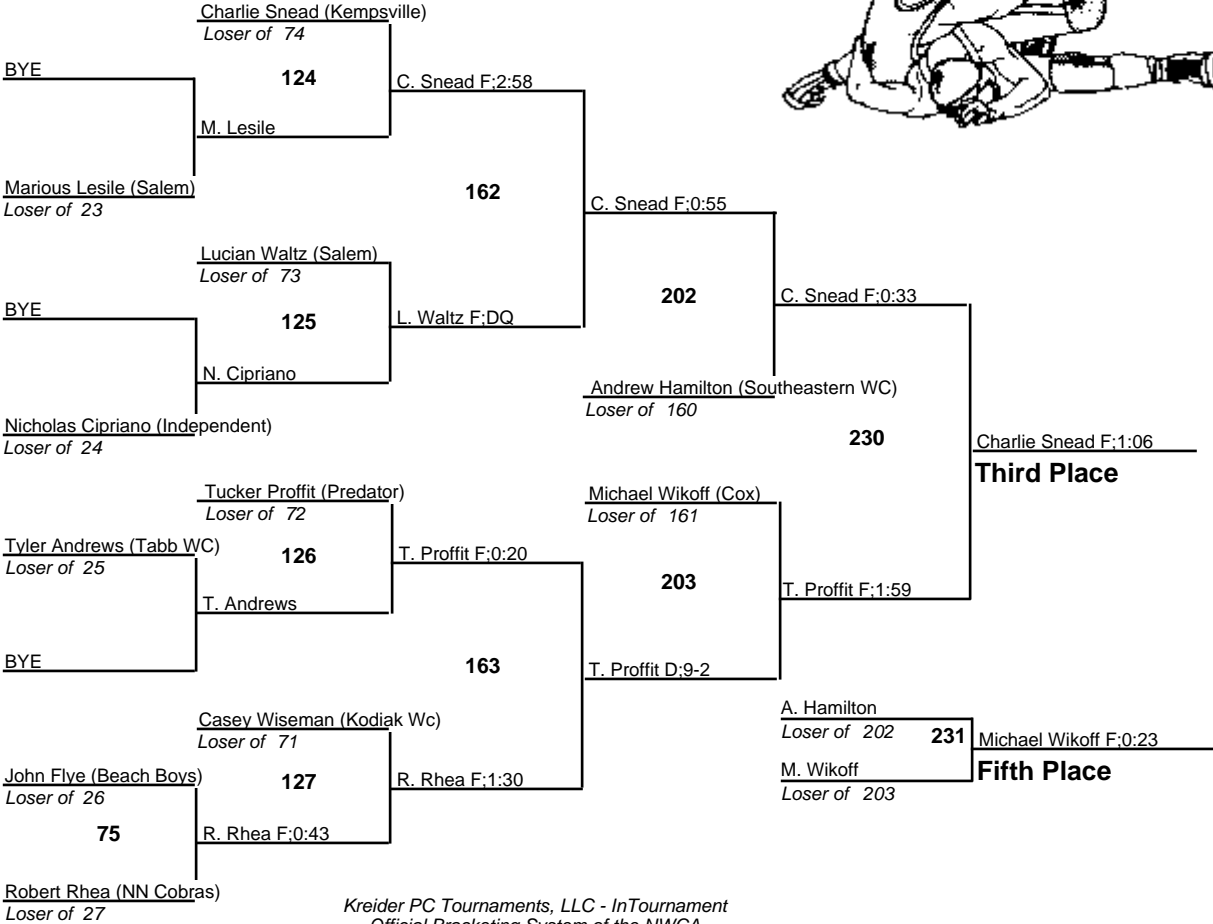 Charlie Snead (Kempsville)
Loser of 74
BYE
124
C. Snead F;2:58
M. Lesile
Marious Lesile (Salem)
Loser of 23
162
C. Snead F;0:55
Lucian Waltz (Salem)
Loser of 73
BYE
125
L. Waltz F;DQ
202
C. Snead F;0:33
N. Cipriano
Andrew Hamilton (Southeastern WC)
Loser of 160
Nicholas Cipriano (Independent)
Loser of 24
230
Charlie Snead F;1:06
Third Place
Tucker Proffit (Predator)
Loser of 72
Michael Wikoff (Cox)
Loser of 161
Tyler Andrews (Tabb WC)
Loser of 25
126
T. Proffit F;0:20
203
T. Proffit F;1:59
T. Andrews
BYE
163
T. Proffit D;9-2
Casey Wiseman (Kodiak Wc)
Loser of 71
A. Hamilton
Loser of 202
231
Michael Wikoff F;0:23
Fifth Place
M. Wikoff
Loser of 203
John Flye (Beach Boys)
Loser of 26
127
R. Rhea F;1:30
75
R. Rhea F;0:43
Robert Rhea (NN Cobras)
Loser of 27
Kreider PC Tournaments, LLC - InTournament
Official Bracketing System of the NWCA